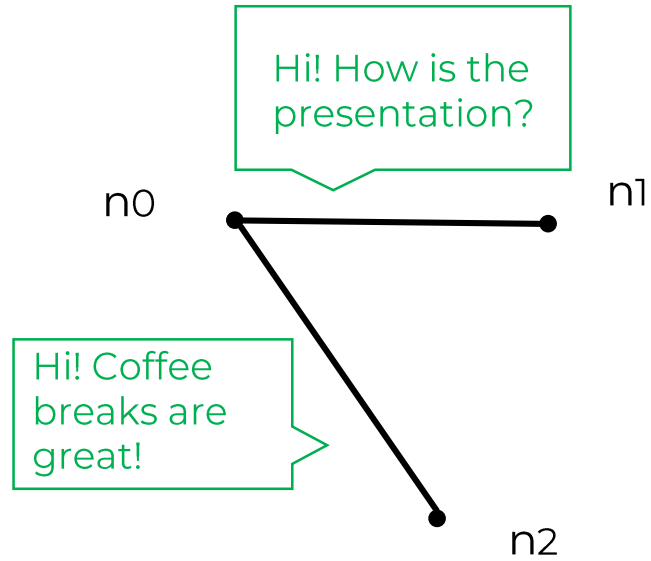 Hi! How is the
presentation?
n0
n1
Hi! Coffee
breaks are
great!
n2